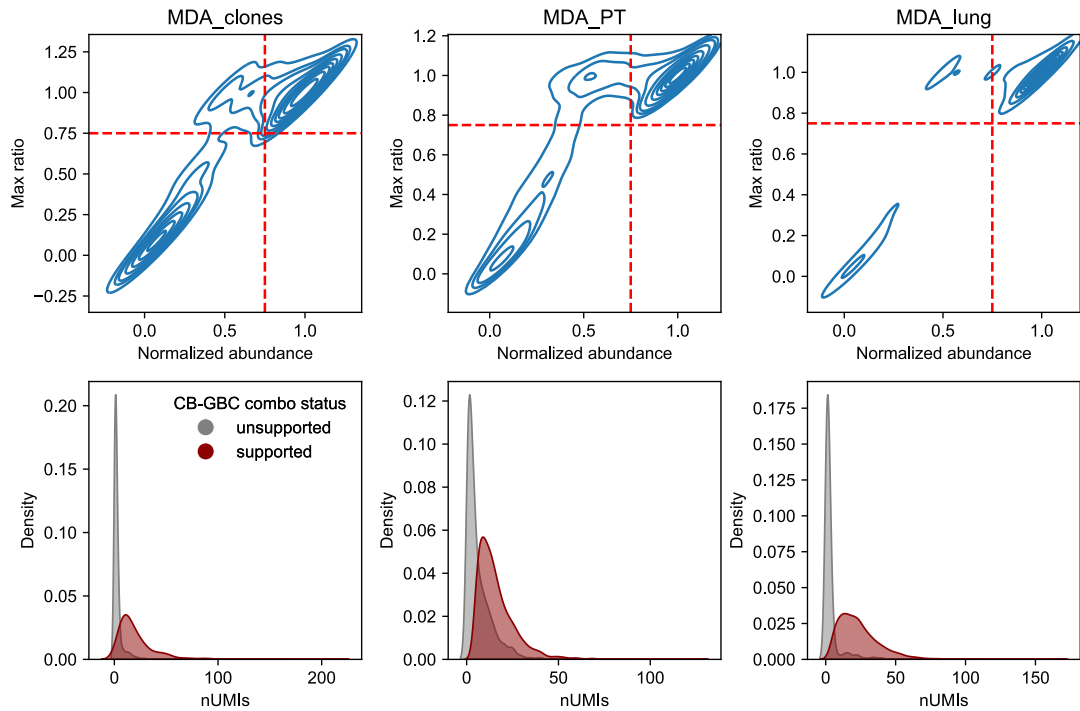 MDA_clones
MDA_PT
MDA_lung
Max ratio
1.25
1.00
0.75
0.50
0.25
0.00
−0.25
0.0 0.5 1.0
Normalized abundance
Max ratio
1.2
1.0
0.8
0.6
0.4
0.2
0.0
0.0 0.5 1.0
Normalized abundance
Max ratio
1.0
0.8
0.6
0.4
0.2
0.0
0.0 0.5 1.0
Normalized abundance
Density
0.20
0.15
0.10
0.05
0.00
CB-GBC combo status
unsupported
supported
0 100 200
nUMIs
Density
0.12
0.10
0.08
0.06
0.04
0.02
0.00
0 50 100
nUMIs
Density
0.175
0.150
0.125
0.100
0.075
0.050
0.025
0.000
0 50 100 150
nUMIs